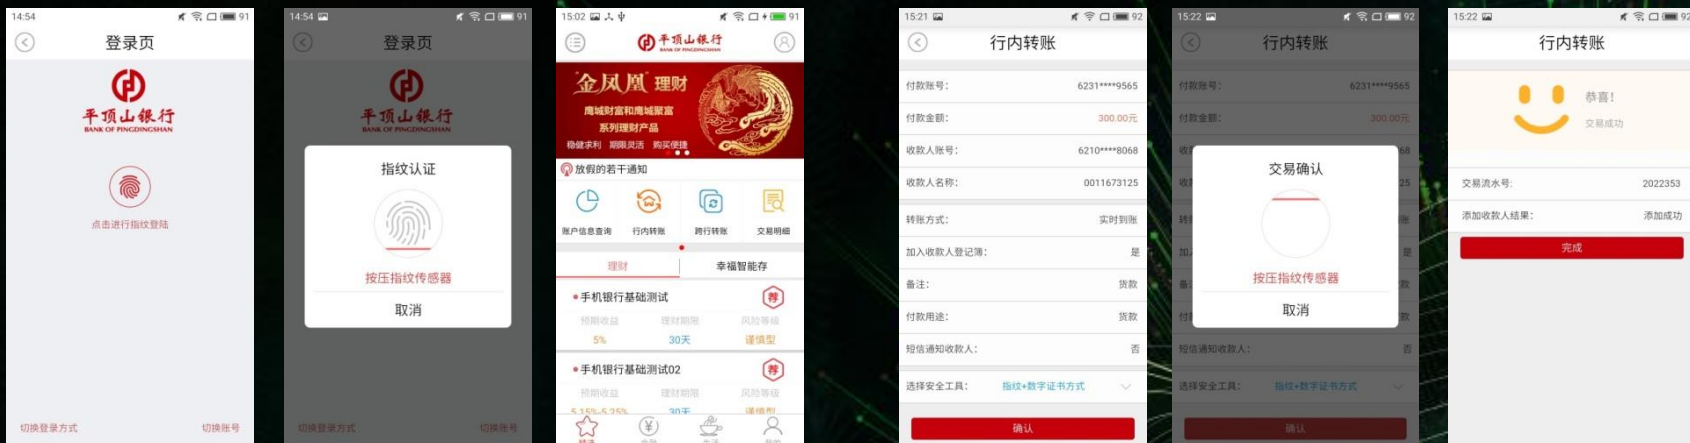 14:54
91
登录页
平顶山银行
BANK OF PINGDINGSHAN
点击进行指纹登陆
切换登录方式 切换账号
14:54
91
登录页
平顶山银行
BANK OF PINGDINGSHAN
指纹认证
按压指纹传感器
取消
切换登录方式 切换账号
15:02
91
平顶山银行
BANK OF PINGDINGSHAN
“金凤凰”理财
鹰城财富和鹰城聚富
系列理财产品
稳健求利 期限灵活 购买便捷
放假的若干通知
账户信息查询 行内转账 跨行转账 交易明细
理财 幸福智能存
手机银行基础测试 荐
预期收益 理财期限 风险等级
5% 30天 谨慎型
手机银行基础测试02 荐
预期收益 理财期限 风险等级
5.15%-5.25% 30天 谨慎型
15:21
92
行内转账
付款账号： 6231****9565
付款金额： 300.00元
收款人账号： 6210****8068
收款人名称： 0011673125
转账方式： 实时到账
加入收款人登记簿： 是
备注： 货款
付款用途： 货款
短信通知收款人： 否
选择安全工具： 指纹+数字证书方式
确认
15:22
92
行内转账
付款账号： 6231****9565
付款金额： 300.00元
交易确认
按压指纹传感器
取消
短信通知收款人： 否
选择安全工具： 指纹+数字证书方式
确认
15:22
92
行内转账
恭喜！
交易成功
交易流水号： 2022353
添加收款人结果： 添加成功
完成